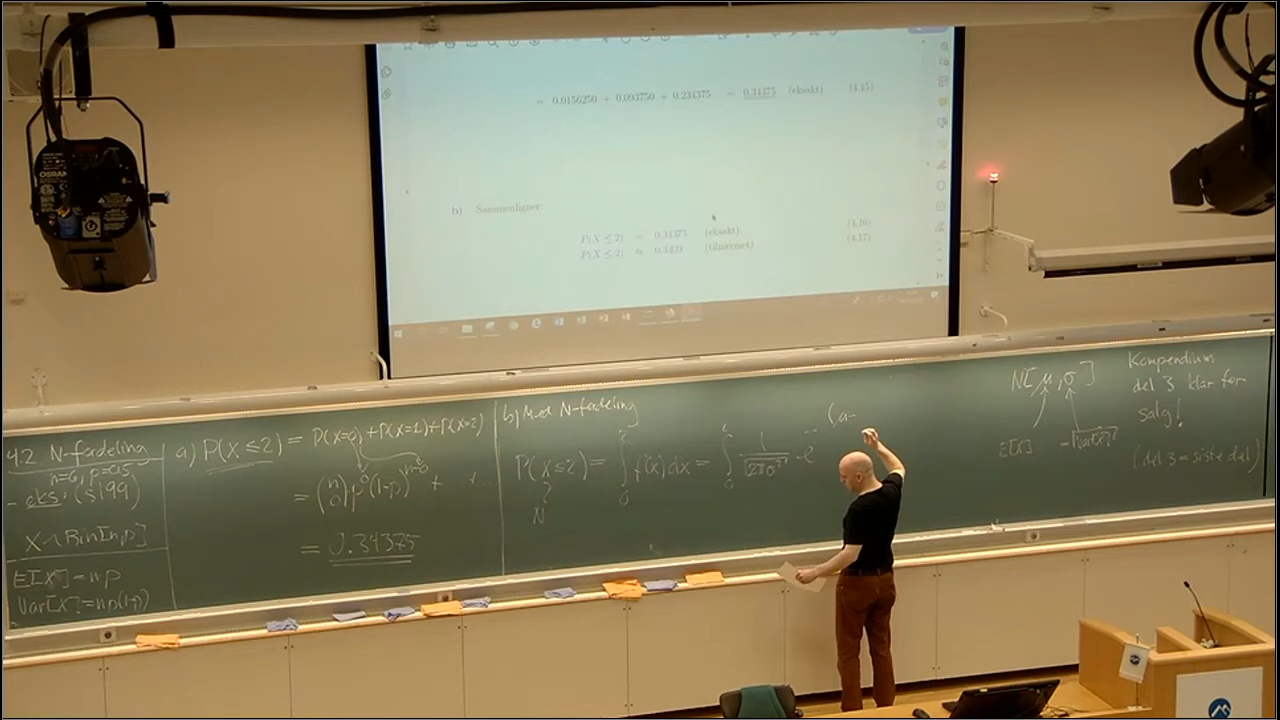 = 0.0156250 + 0.093750 + 0.234375 = 0.34375 (eksakt) (4.15)
b) Sammenligner:
P(X ≤ 2) = 0.34375 (eksakt) (4.16)
P(X ≤ 2) ≈ (tilnærmet) (4.17)
OSRAM
4.2 N-fordeling
n=6, p=0.5
- eks: (s 199)
X ~ Bin[n,p]
E[X] = np
Var[X] = np(1-p)
a) P(X ≤ 2) = P(X=0) + P(X=1) + P(X=2)
= (n 0) p^0 (1-p)^{n-0} + ...
= 0.34375
b) Med N-fordeling
P(X ≤ 2) = ∫ f(x) dx = ∫ 1/√(2πσ²) · e^-
N
N[μ, σ]
E[X]
√Var[X]
Kompendium
del 3 klar for
salg!
(del 3 = siste del)